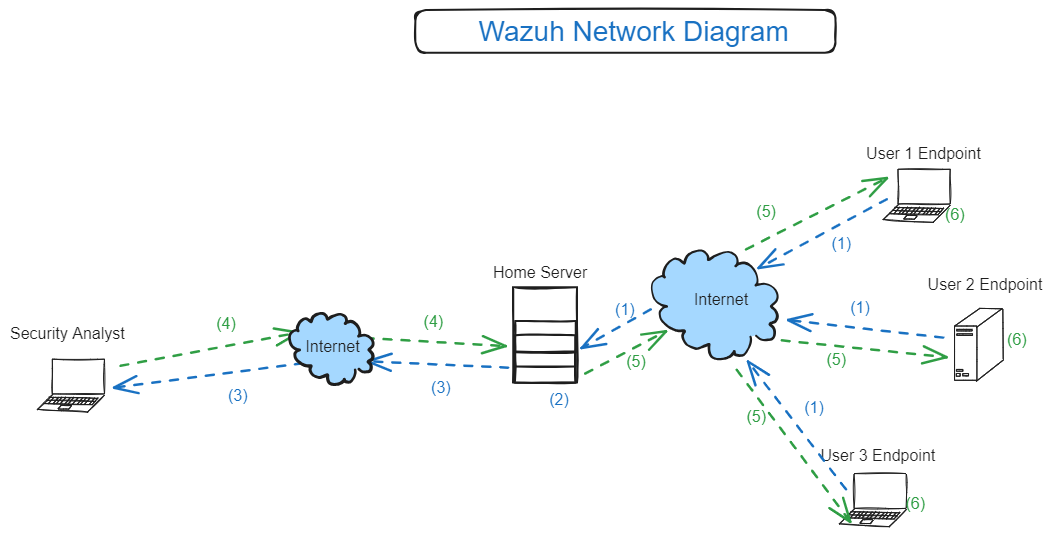 Wazuh Network Diagram
User 1 Endpoint
(5)
(6)
(1)
Home Server
User 2 Endpoint
Internet
(1)
(1)
(4)
(4)
Security Analyst
(6)
Internet
(5)
(5)
(3)
(3)
(2)
(1)
(5)
User 3 Endpoint
(6)